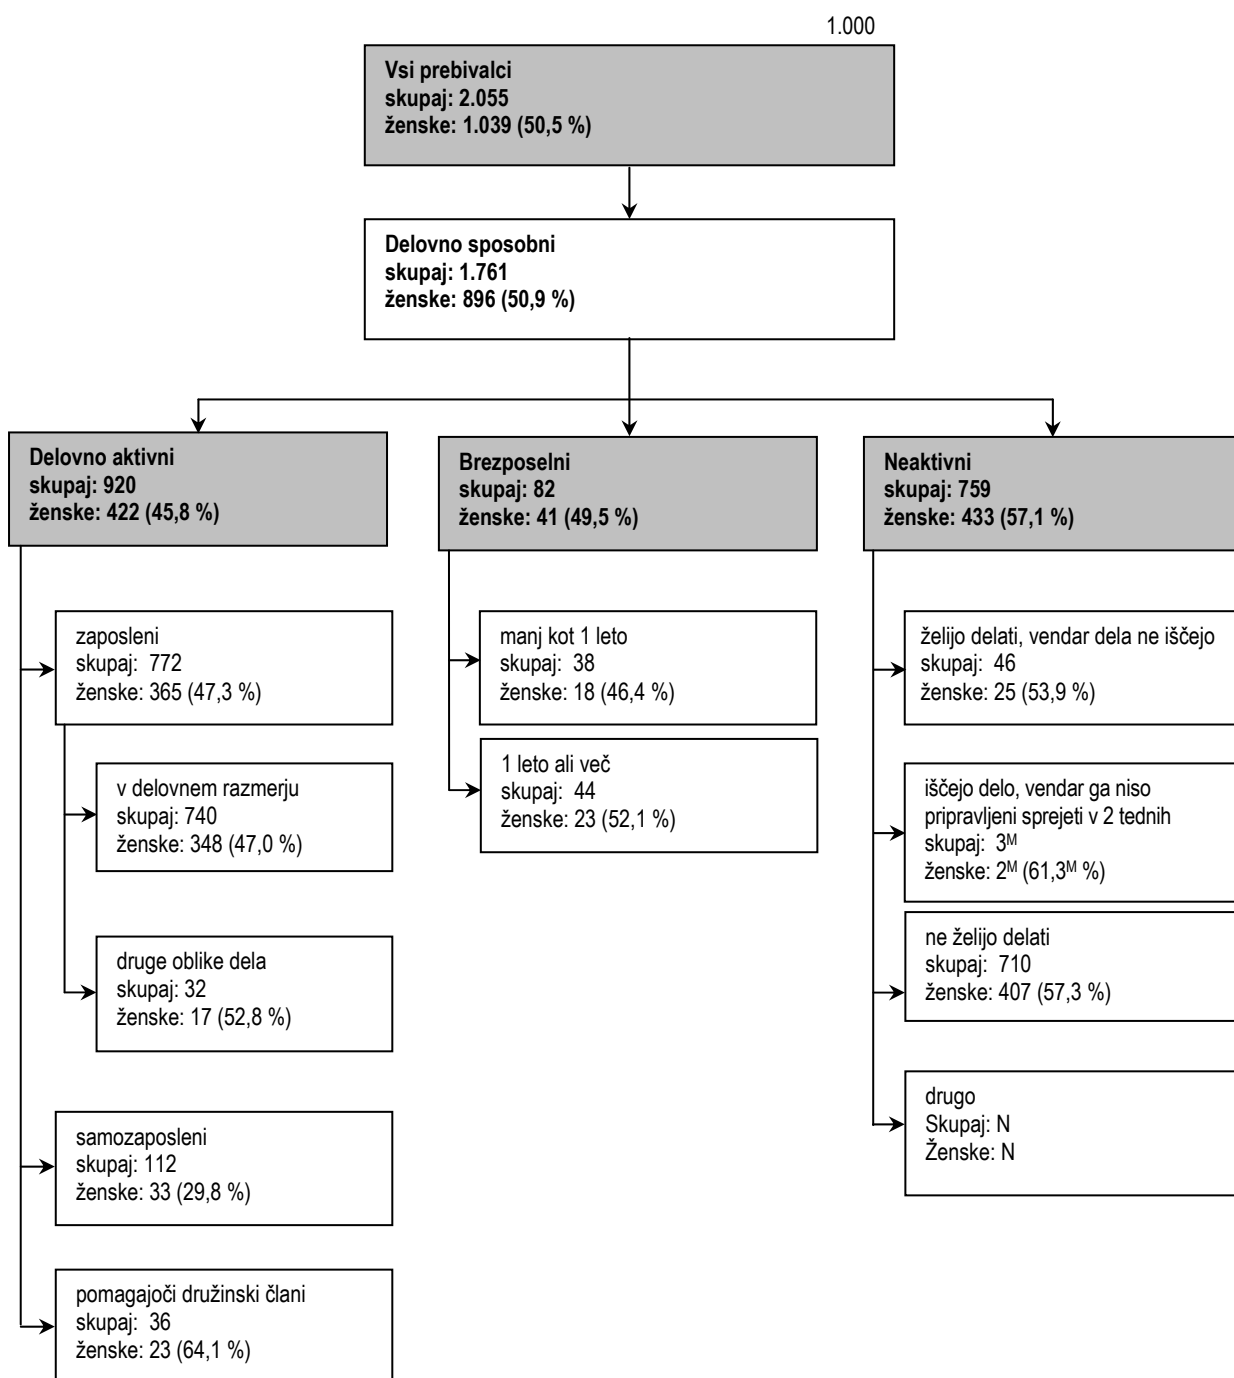 1.000
Vsi prebivalci
skupaj: 2.055
ženske: 1.039 (50,5 %)
Delovno sposobni
skupaj: 1.761
ženske: 896 (50,9 %)
Delovno aktivni
skupaj: 920
ženske: 422 (45,8 %)
zaposleni
skupaj: 772
ženske: 365 (47,3 %)
v delovnem razmerju
skupaj: 740
ženske: 348 (47,0 %)
druge oblike dela
skupaj: 32
ženske: 17 (52,8 %)
samozaposleni
skupaj: 112
ženske: 33 (29,8 %)
pomagajoči družinski člani
skupaj: 36
ženske: 23 (64,1 %)
Brezposelni
skupaj: 82
ženske: 41 (49,5 %)
manj kot 1 leto
skupaj: 38
ženske: 18 (46,4 %)
1 leto ali več
skupaj: 44
ženske: 23 (52,1 %)
Neaktivni
skupaj: 759
ženske: 433 (57,1 %)
želijo delati, vendar dela ne iščejo
skupaj: 46
ženske: 25 (53,9 %)
iščejo delo, vendar ga niso
pripravljeni sprejeti v 2 tednih
skupaj: 3ᴹ
ženske: 2ᴹ (61,3ᴹ %)
ne želijo delati
skupaj: 710
ženske: 407 (57,3 %)
drugo
Skupaj: N
Ženske: N